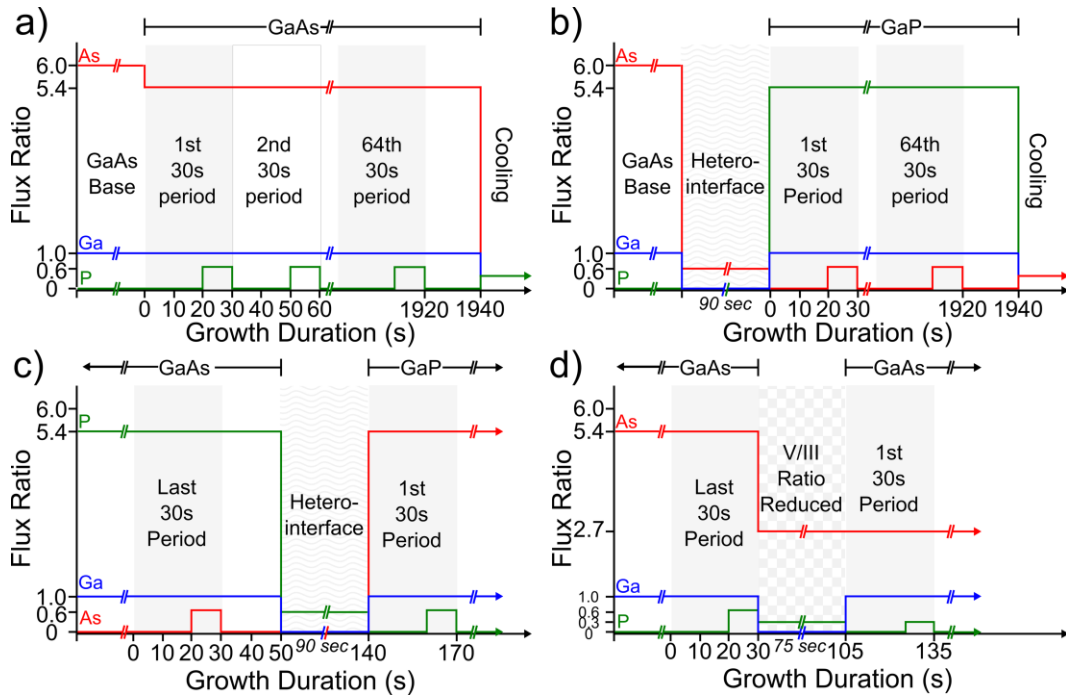 a)
GaAs
As
6.0
5.4
Flux Ratio
GaAs
Base
1st
30s
period
2nd
30s
period
64th
30s
period
Cooling
Ga
1.0
0.6
P
0
0 10 20 30 40 50 60 1920 1940
Growth Duration (s)
b)
GaP
As
6.0
5.4
Flux Ratio
GaAs
Base
Hetero-
interface
1st
30s
Period
64th
30s
period
Cooling
Ga
1.0
0.6
P
0
90 sec
0 10 20 30 1920 1940
Growth Duration (s)
c)
GaAs
GaP
6.0
P
5.4
Flux Ratio
Last
30s
Period
Hetero-
interface
1st
30s
Period
Ga
1.0
0.6
As
0
0 10 20 30 40 50 90 sec 140 170
Growth Duration (s)
d)
GaAs
GaAs
6.0
As
5.4
Flux Ratio
Last
30s
Period
V/III
Ratio
Reduced
1st
30s
Period
2.7
Ga
1.0
0.6
P
0.3
0
0 10 20 30 75 sec 105 135
Growth Duration (s)